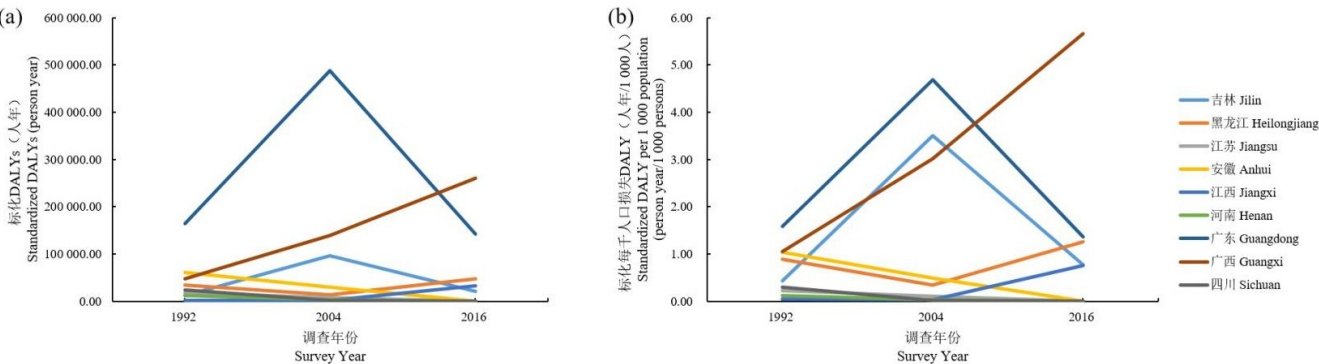 (a)
600 000.00
500 000.00
400 000.00
300 000.00
200 000.00
100 000.00
0.00
标化DALYs（人年）
Standardized DALYs (person year)
1992
2004
2016
调查年份
Survey Year
(b)
6.00
5.00
4.00
3.00
2.00
1.00
0.00
标化每千人口损失DALY（人年/1 000人）
Standardized DALY per 1 000 population
(person year/1 000 persons)
1992
2004
2016
调查年份
Survey Year
吉林 Jilin
黑龙江 Heilongjiang
江苏 Jiangsu
安徽 Anhui
江西 Jiangxi
河南 Henan
广东 Guangdong
广西 Guangxi
四川 Sichuan